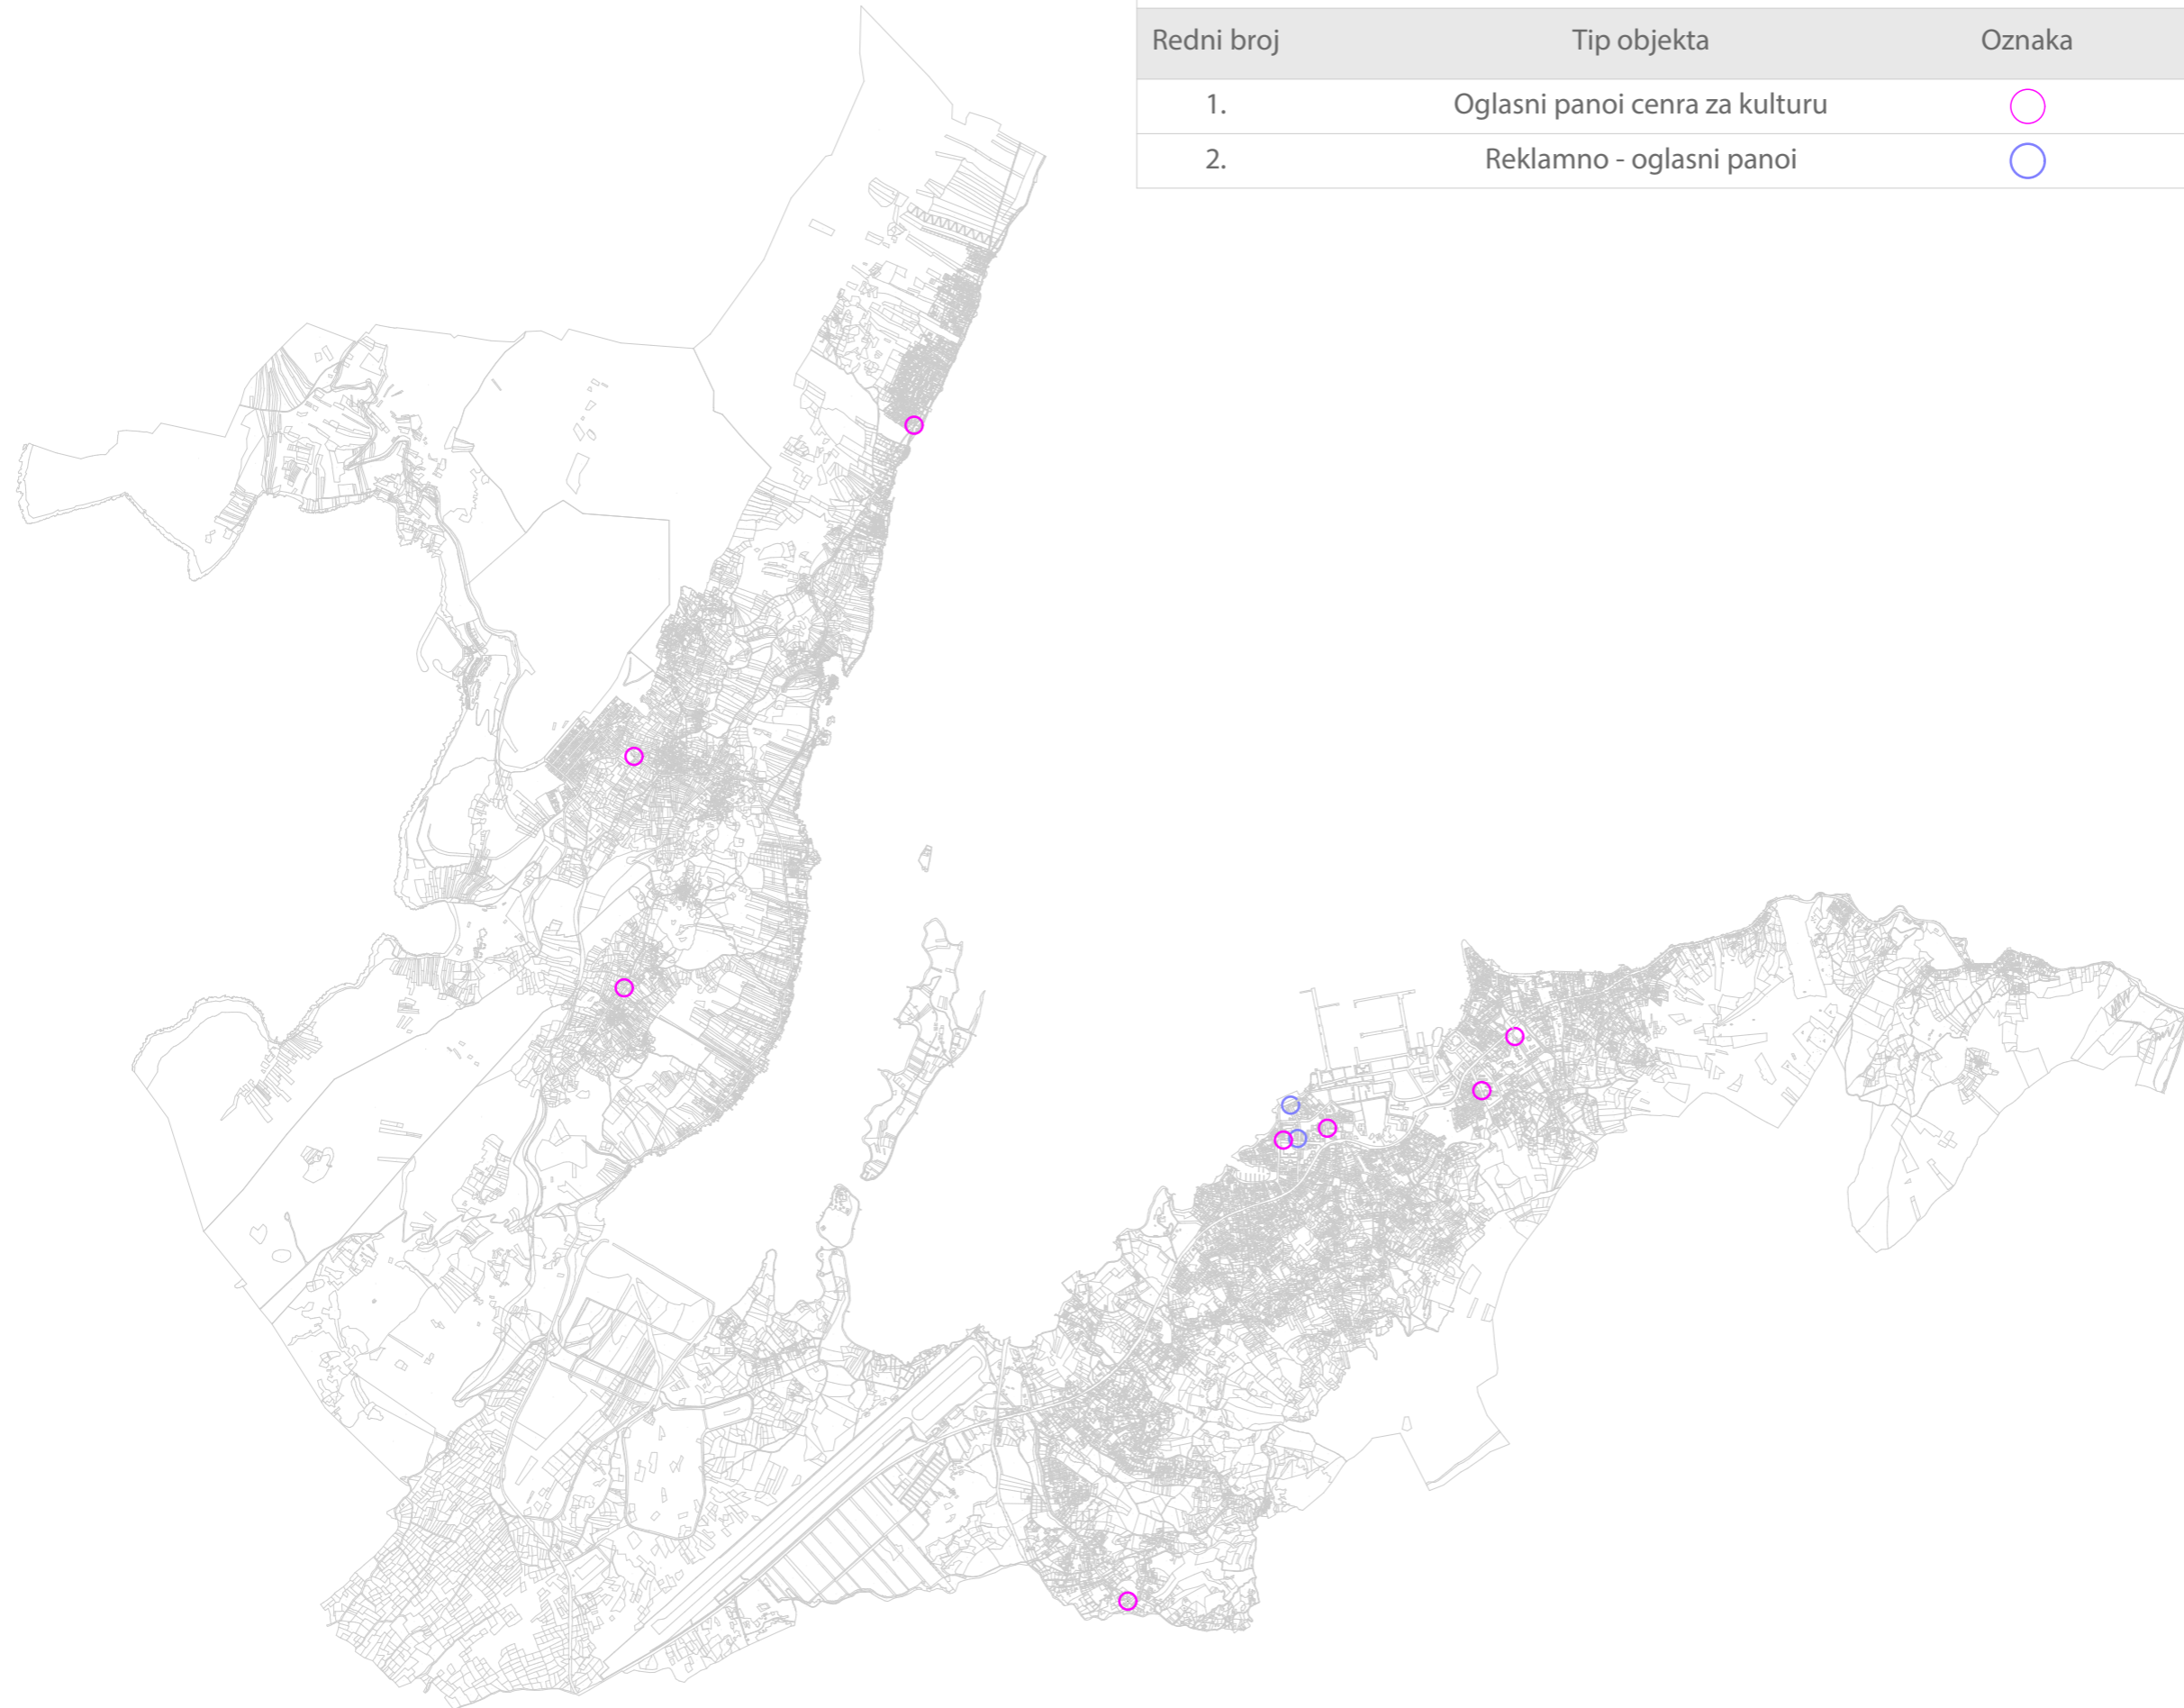 Redni broj Tip objekta Oznaka
1. Oglasni panoi cenra za kulturu
2. Reklamno - oglasni panoi